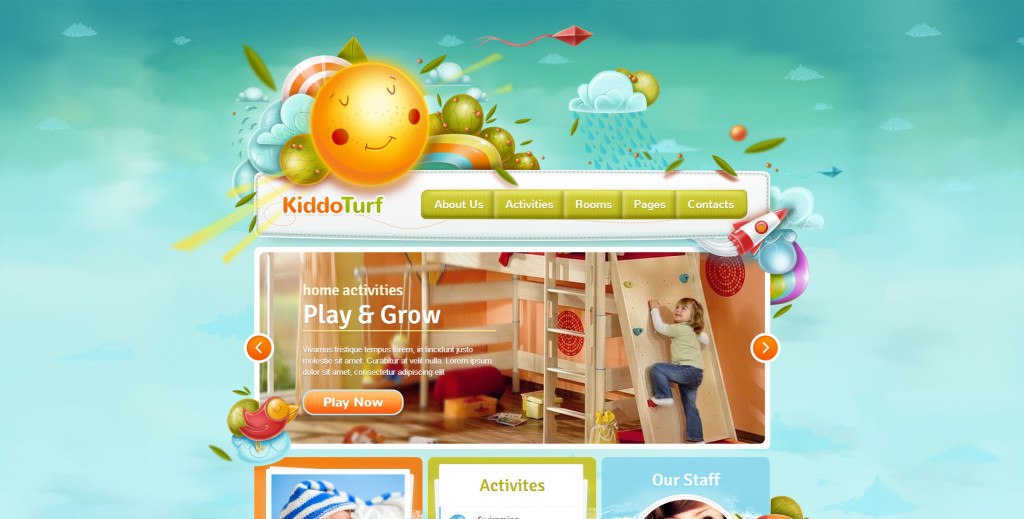 KiddoTurf
About Us
Activities
Rooms
Pages
Contacts
home activities
Play & Grow
Vivamus tristique tempus lorem, in tincidunt justo
molestie sit amet. Curabitur at velit nulla. Lorem ipsum
dolor sit amet, consectetur adipiscing elit
Play Now
Activites
Swimming
Our Staff